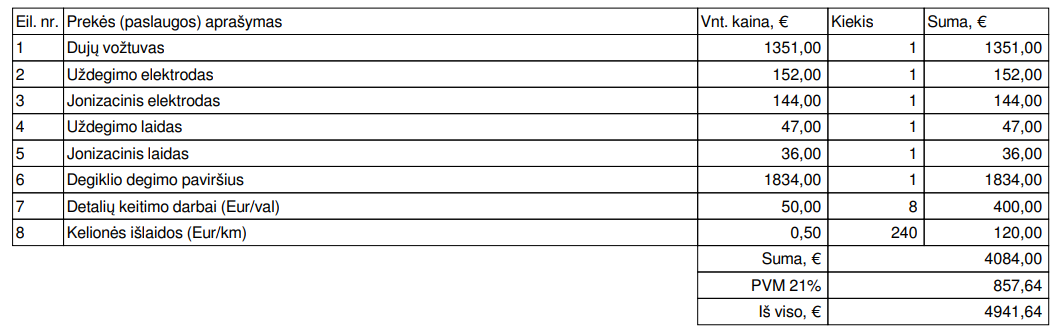 Eil. nr. Prekės (paslaugos) aprašymas Vnt. kaina, € Kiekis Suma, €
1 Dujų vožtuvas 1351,00 1 1351,00
2 Uždegimo elektrodas 152,00 1 152,00
3 Jonizacinis elektrodas 144,00 1 144,00
4 Uždegimo laidas 47,00 1 47,00
5 Jonizacinis laidas 36,00 1 36,00
6 Degiklio degimo paviršius 1834,00 1 1834,00
7 Detalių keitimo darbai (Eur/val) 50,00 8 400,00
8 Kelionės išlaidos (Eur/km) 0,50 240 120,00
Suma, € 4084,00
PVM 21% 857,64
Iš viso, € 4941,64